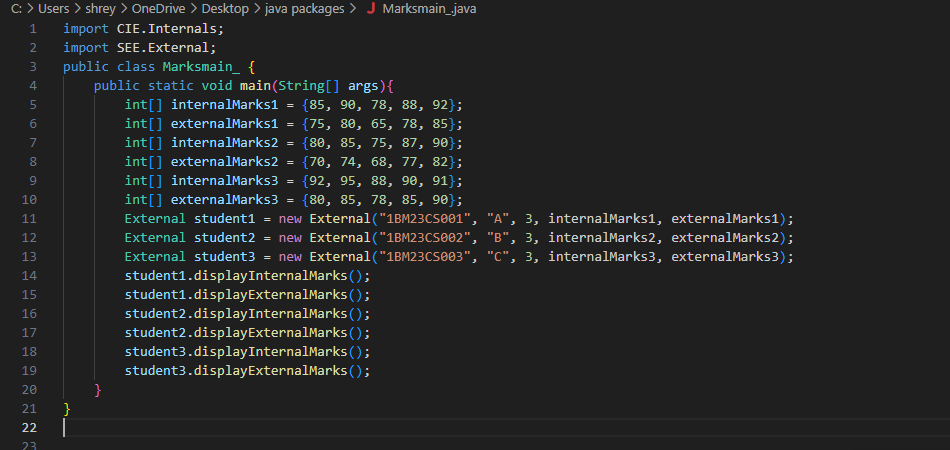 C: > Users > shrey > OneDrive > Desktop > java packages > J Marksmain_.java
1 import CIE.Internals;
2 import SEE.External;
3 public class Marksmain_ {
4     public static void main(String[] args){
5         int[] internalMarks1 = {85, 90, 78, 88, 92};
6         int[] externalMarks1 = {75, 80, 65, 78, 85};
7         int[] internalMarks2 = {80, 85, 75, 87, 90};
8         int[] externalMarks2 = {70, 74, 68, 77, 82};
9         int[] internalMarks3 = {92, 95, 88, 90, 91};
10         int[] externalMarks3 = {80, 85, 78, 85, 90};
11         External student1 = new External("1BM23CS001", "A", 3, internalMarks1, externalMarks1);
12         External student2 = new External("1BM23CS002", "B", 3, internalMarks2, externalMarks2);
13         External student3 = new External("1BM23CS003", "C", 3, internalMarks3, externalMarks3);
14         student1.displayInternalMarks();
15         student1.displayExternalMarks();
16         student2.displayInternalMarks();
17         student2.displayExternalMarks();
18         student3.displayInternalMarks();
19         student3.displayExternalMarks();
20     }
21 }
22
23